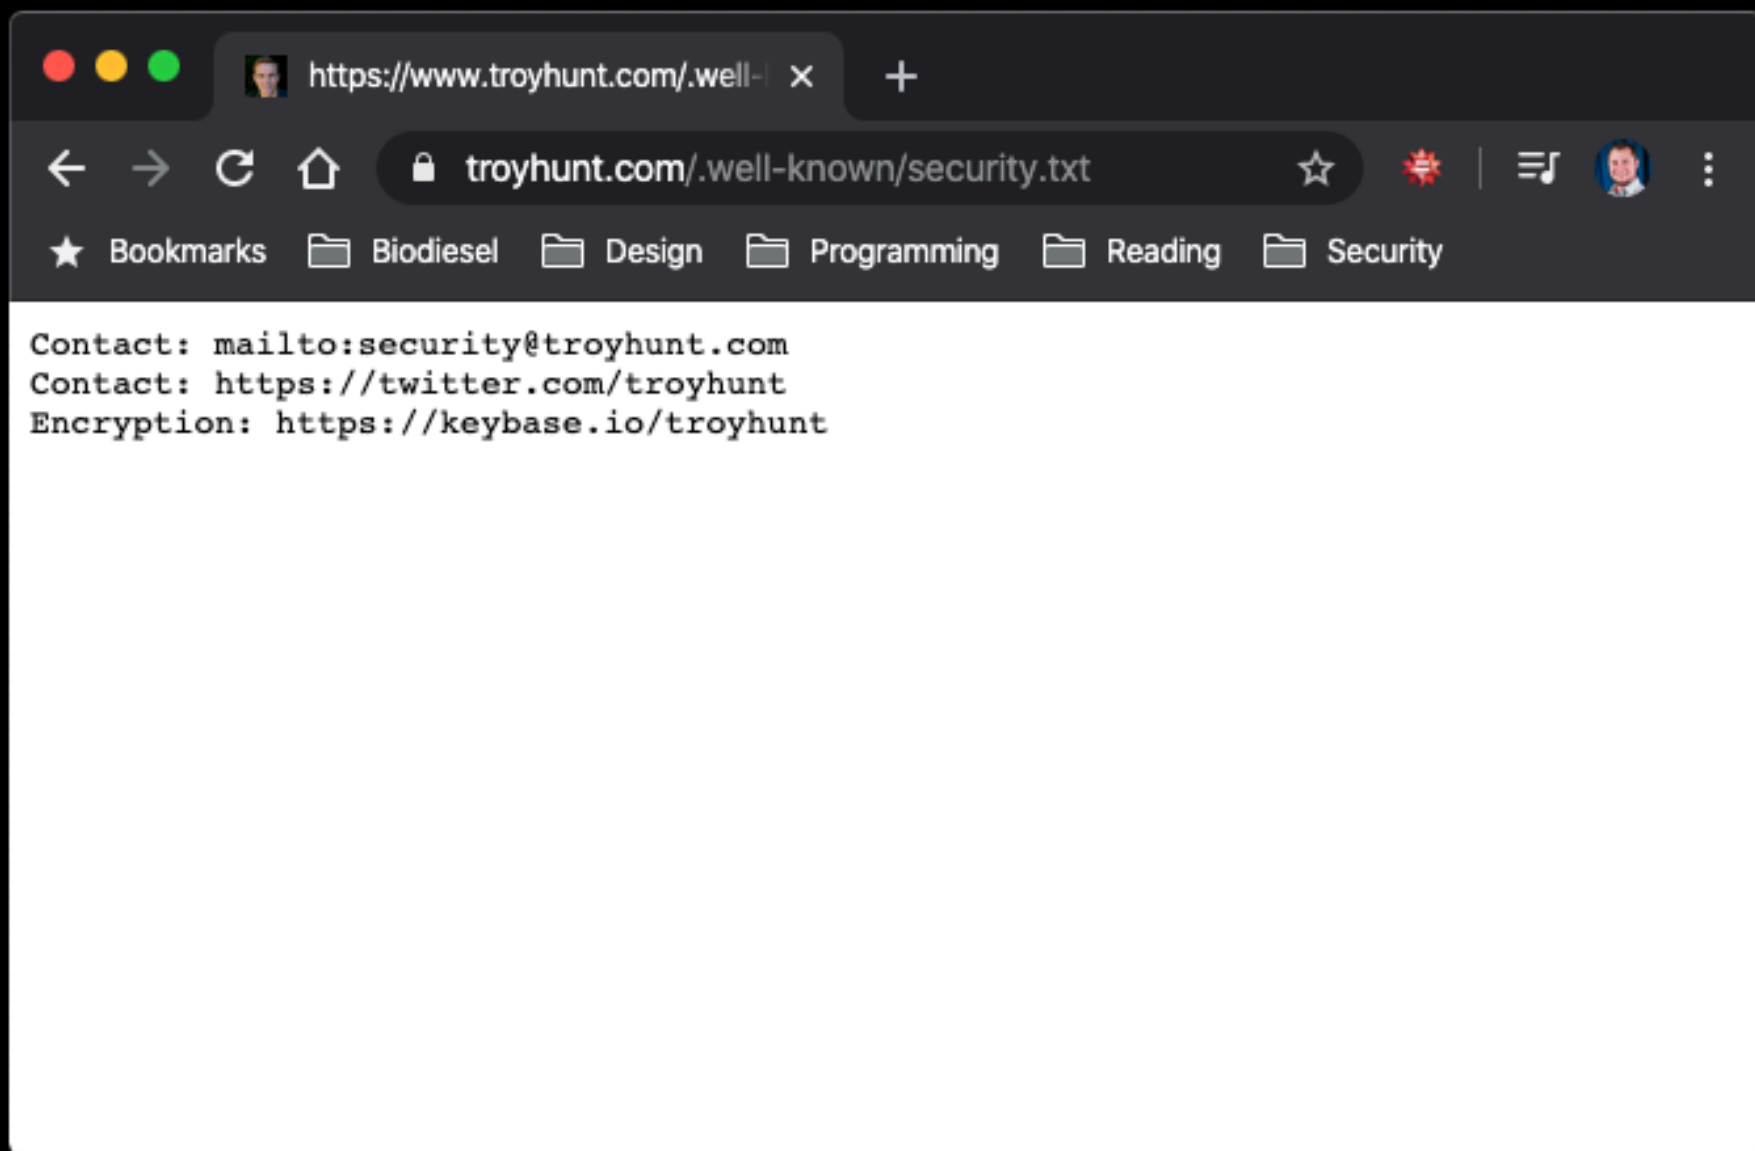 https://www.troyhunt.com/.well-
troyhunt.com/.well-known/security.txt
Bookmarks Biodiesel Design Programming Reading Security
Contact: mailto:security@troyhunt.com
Contact: https://twitter.com/troyhunt
Encryption: https://keybase.io/troyhunt